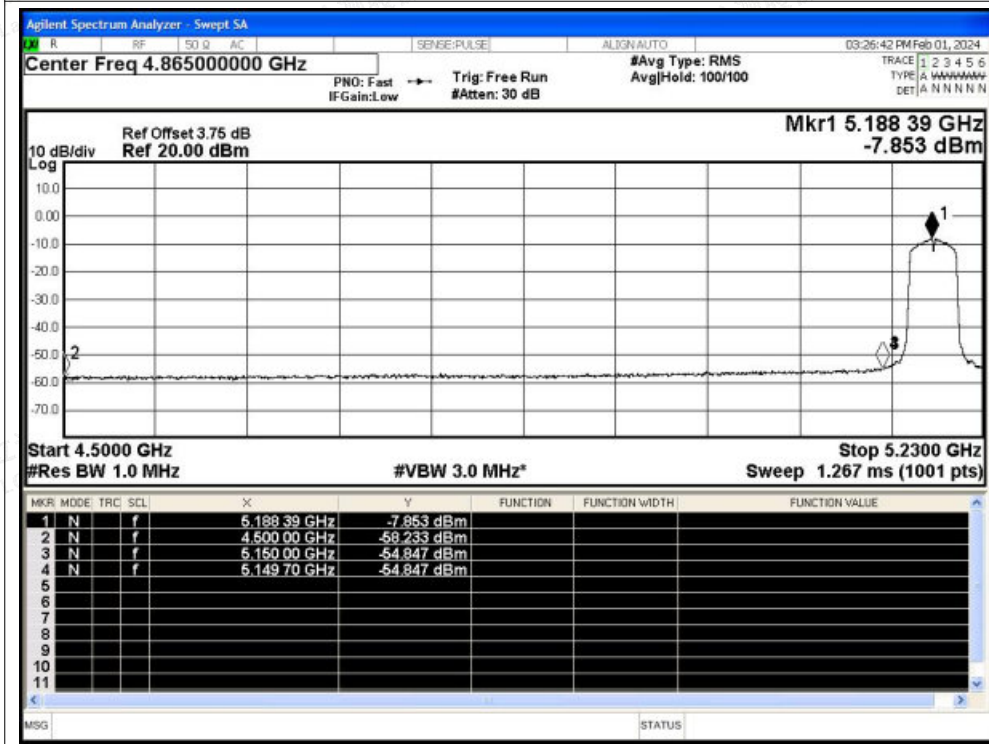 Agilent Spectrum Analyzer - Swept SA
LXI R RF 50 Ω AC SENSE:PULSE ALIGN AUTO 03:26:42 PM Feb 01, 2024
Center Freq 4.865000000 GHz
PNO: Fast
IFGain:Low
Trig: Free Run
#Atten: 30 dB
#Avg Type: RMS
Avg|Hold: 100/100
TRACE 1 2 3 4 5 6
TYPE A WWWWW
DET A N N N N N
Ref Offset 3.75 dB
10 dB/div Ref 20.00 dBm
Log
Mkr1 5.188 39 GHz
-7.853 dBm
10.0
0.00
-10.0
-20.0
-30.0
-40.0
-50.0
-60.0
-70.0
1
2
3
Start 4.5000 GHz Stop 5.2300 GHz
#Res BW 1.0 MHz #VBW 3.0 MHz* Sweep 1.267 ms (1001 pts)
MKR MODE TRC SCL X Y FUNCTION FUNCTION WIDTH FUNCTION VALUE
1 N f 5.188 39 GHz -7.853 dBm
2 N f 4.500 00 GHz -58.233 dBm
3 N f 5.150 00 GHz -54.847 dBm
4 N f 5.149 70 GHz -54.847 dBm
5
6
7
8
9
10
11
MSG STATUS